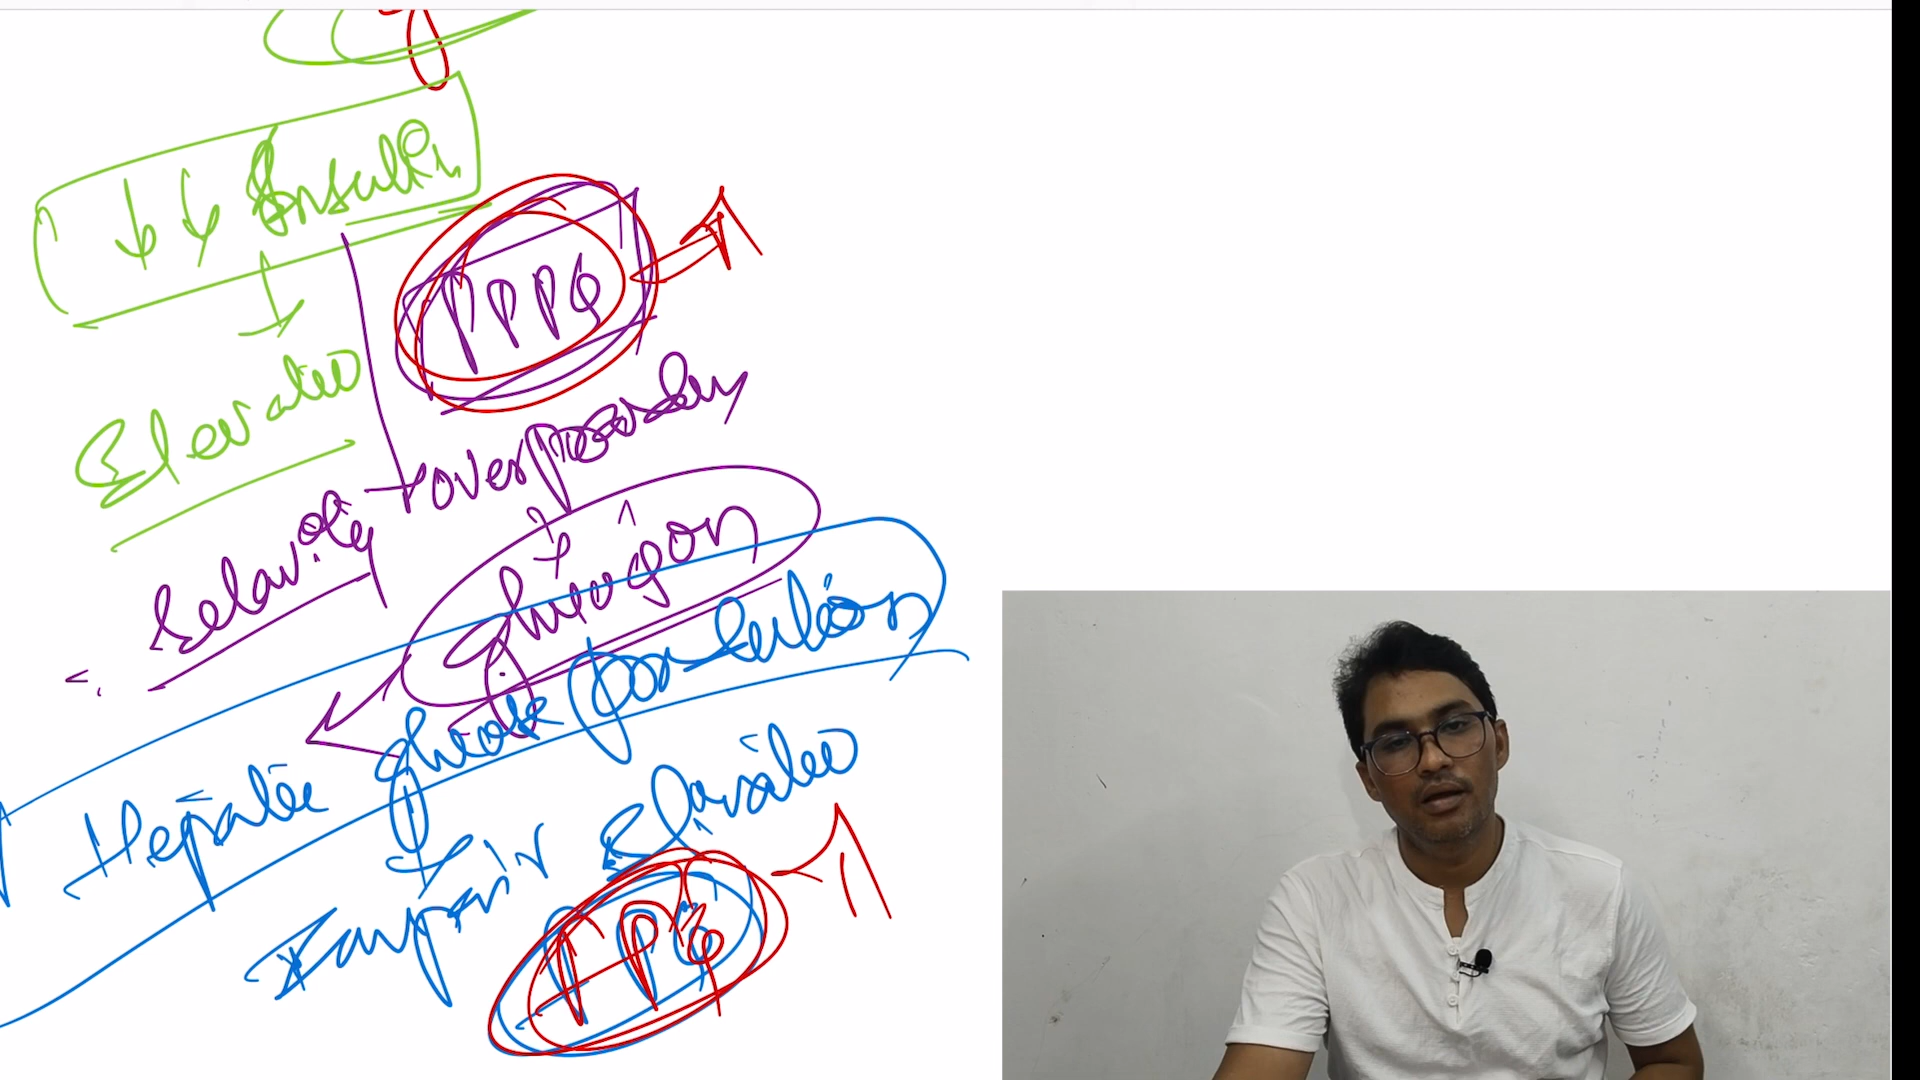 ↓ ↓ Insulin
PPPG
Elevated
Relatively overproduction
glucagon
Hepatic glucose production
Impair Elevated
FPG